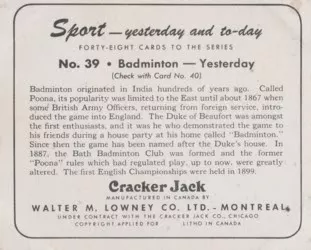 Sport — yesterday and to-day
FORTY-EIGHT CARDS TO THE SERIES
No. 39 • Badminton — Yesterday
(Check with Card No. 40)
Badminton originated in India hundreds of years ago. Called
Poona, its popularity was limited to the East until about 1867 when
some British Army Officers, returning from foreign service, intro-
duced the game into England. The Duke of Beaufort was amongst
the first enthusiasts, and it was he who demonstrated the game to
his friends during a house party at his home called "Badminton."
Since then the game has been named after the Duke's house. In
1887, the Bath Badminton Club was formed and the former
"Poona" rules which had regulated play, up to now, were greatly
altered. The first English Championships were held in 1899.
Cracker Jack
MANUFACTURED IN CANADA BY
WALTER M. LOWNEY CO. LTD. - MONTREAL
UNDER CONTRACT WITH THE CRACKER JACK CO., CHICAGO
COPYRIGHT APPLIED FOR LITHO IN CANADA